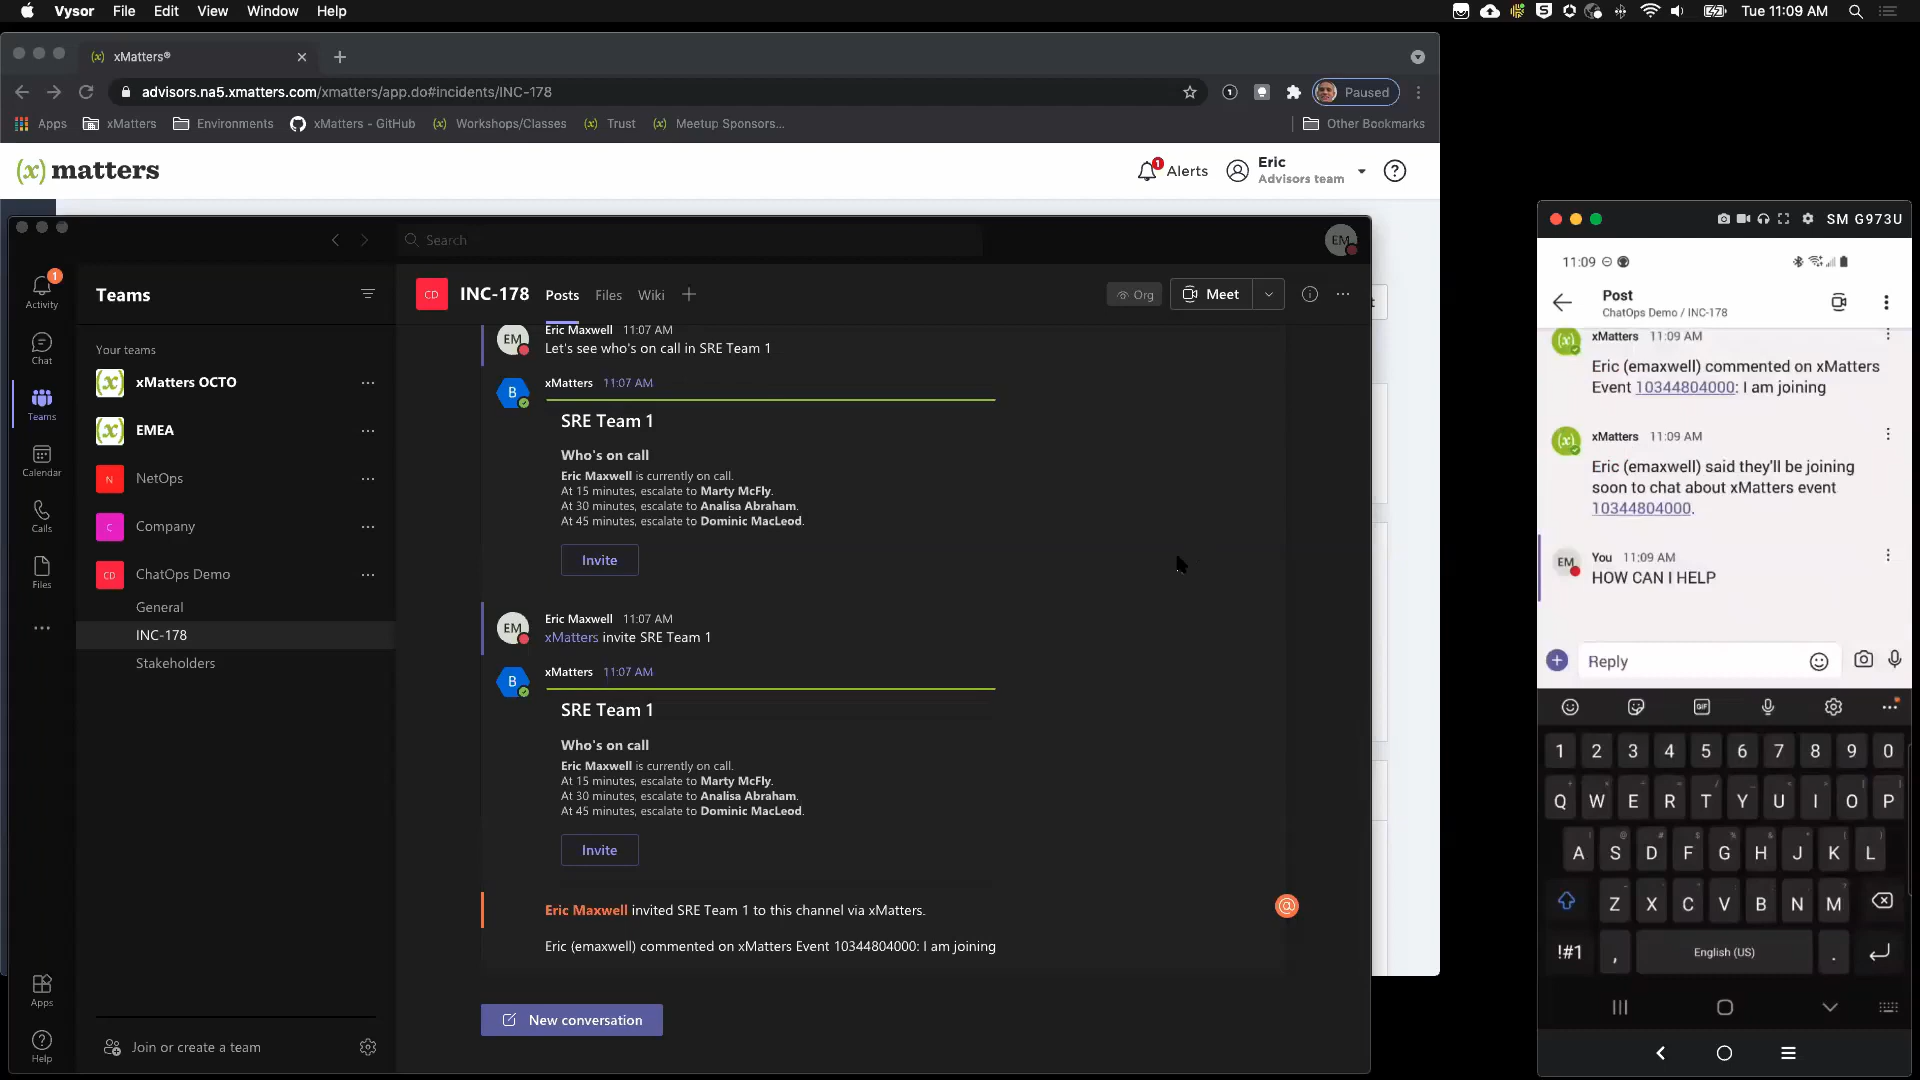 Vysor File Edit View Window Help
Tue 11:09 AM
(x) xMatters®
advisors.na5.xmatters.com/xmatters/app.do#incidents/INC-178
Paused
Apps xMatters Environments xMatters - GitHub (x) Workshops/Classes (x) Trust (x) Meetup Sponsors...
Other Bookmarks
(x) matters
1
Alerts
Eric
Advisors team
?
Search
EM
1
Activity
Chat
Teams
Calendar
Calls
Files
Apps
Help
Teams
Your teams
(x) xMatters OCTO
(x) EMEA
N NetOps
C Company
CD ChatOps Demo
General
INC-178
Stakeholders
Join or create a team
CD INC-178 Posts Files Wiki
Org
Meet
EM Eric Maxwell 11:07 AM
Let's see who's on call in SRE Team 1
B xMatters 11:07 AM
SRE Team 1
Who's on call
Eric Maxwell is currently on call.
At 15 minutes, escalate to Marty McFly.
At 30 minutes, escalate to Analisa Abraham.
At 45 minutes, escalate to Dominic MacLeod.
Invite
EM Eric Maxwell 11:07 AM
xMatters invite SRE Team 1
B xMatters 11:07 AM
SRE Team 1
Who's on call
Eric Maxwell is currently on call.
At 15 minutes, escalate to Marty McFly.
At 30 minutes, escalate to Analisa Abraham.
At 45 minutes, escalate to Dominic MacLeod.
Invite
Eric Maxwell invited SRE Team 1 to this channel via xMatters.
@
Eric (emaxwell) commented on xMatters Event 10344804000: I am joining
New conversation
SM G973U
11:09
Post
ChatOps Demo / INC-178
(x) xMatters 11:09 AM
Eric (emaxwell) commented on xMatters
Event 10344804000: I am joining
(x) xMatters 11:09 AM
Eric (emaxwell) said they'll be joining
soon to chat about xMatters event
10344804000.
EM You 11:09 AM
HOW CAN I HELP
Reply
GIF
1 2 3 4 5 6 7 8 9 0
Q W E R T Y U I O P
A S D F G H J K L
Z X C V B N M
!#1 , English (US) .